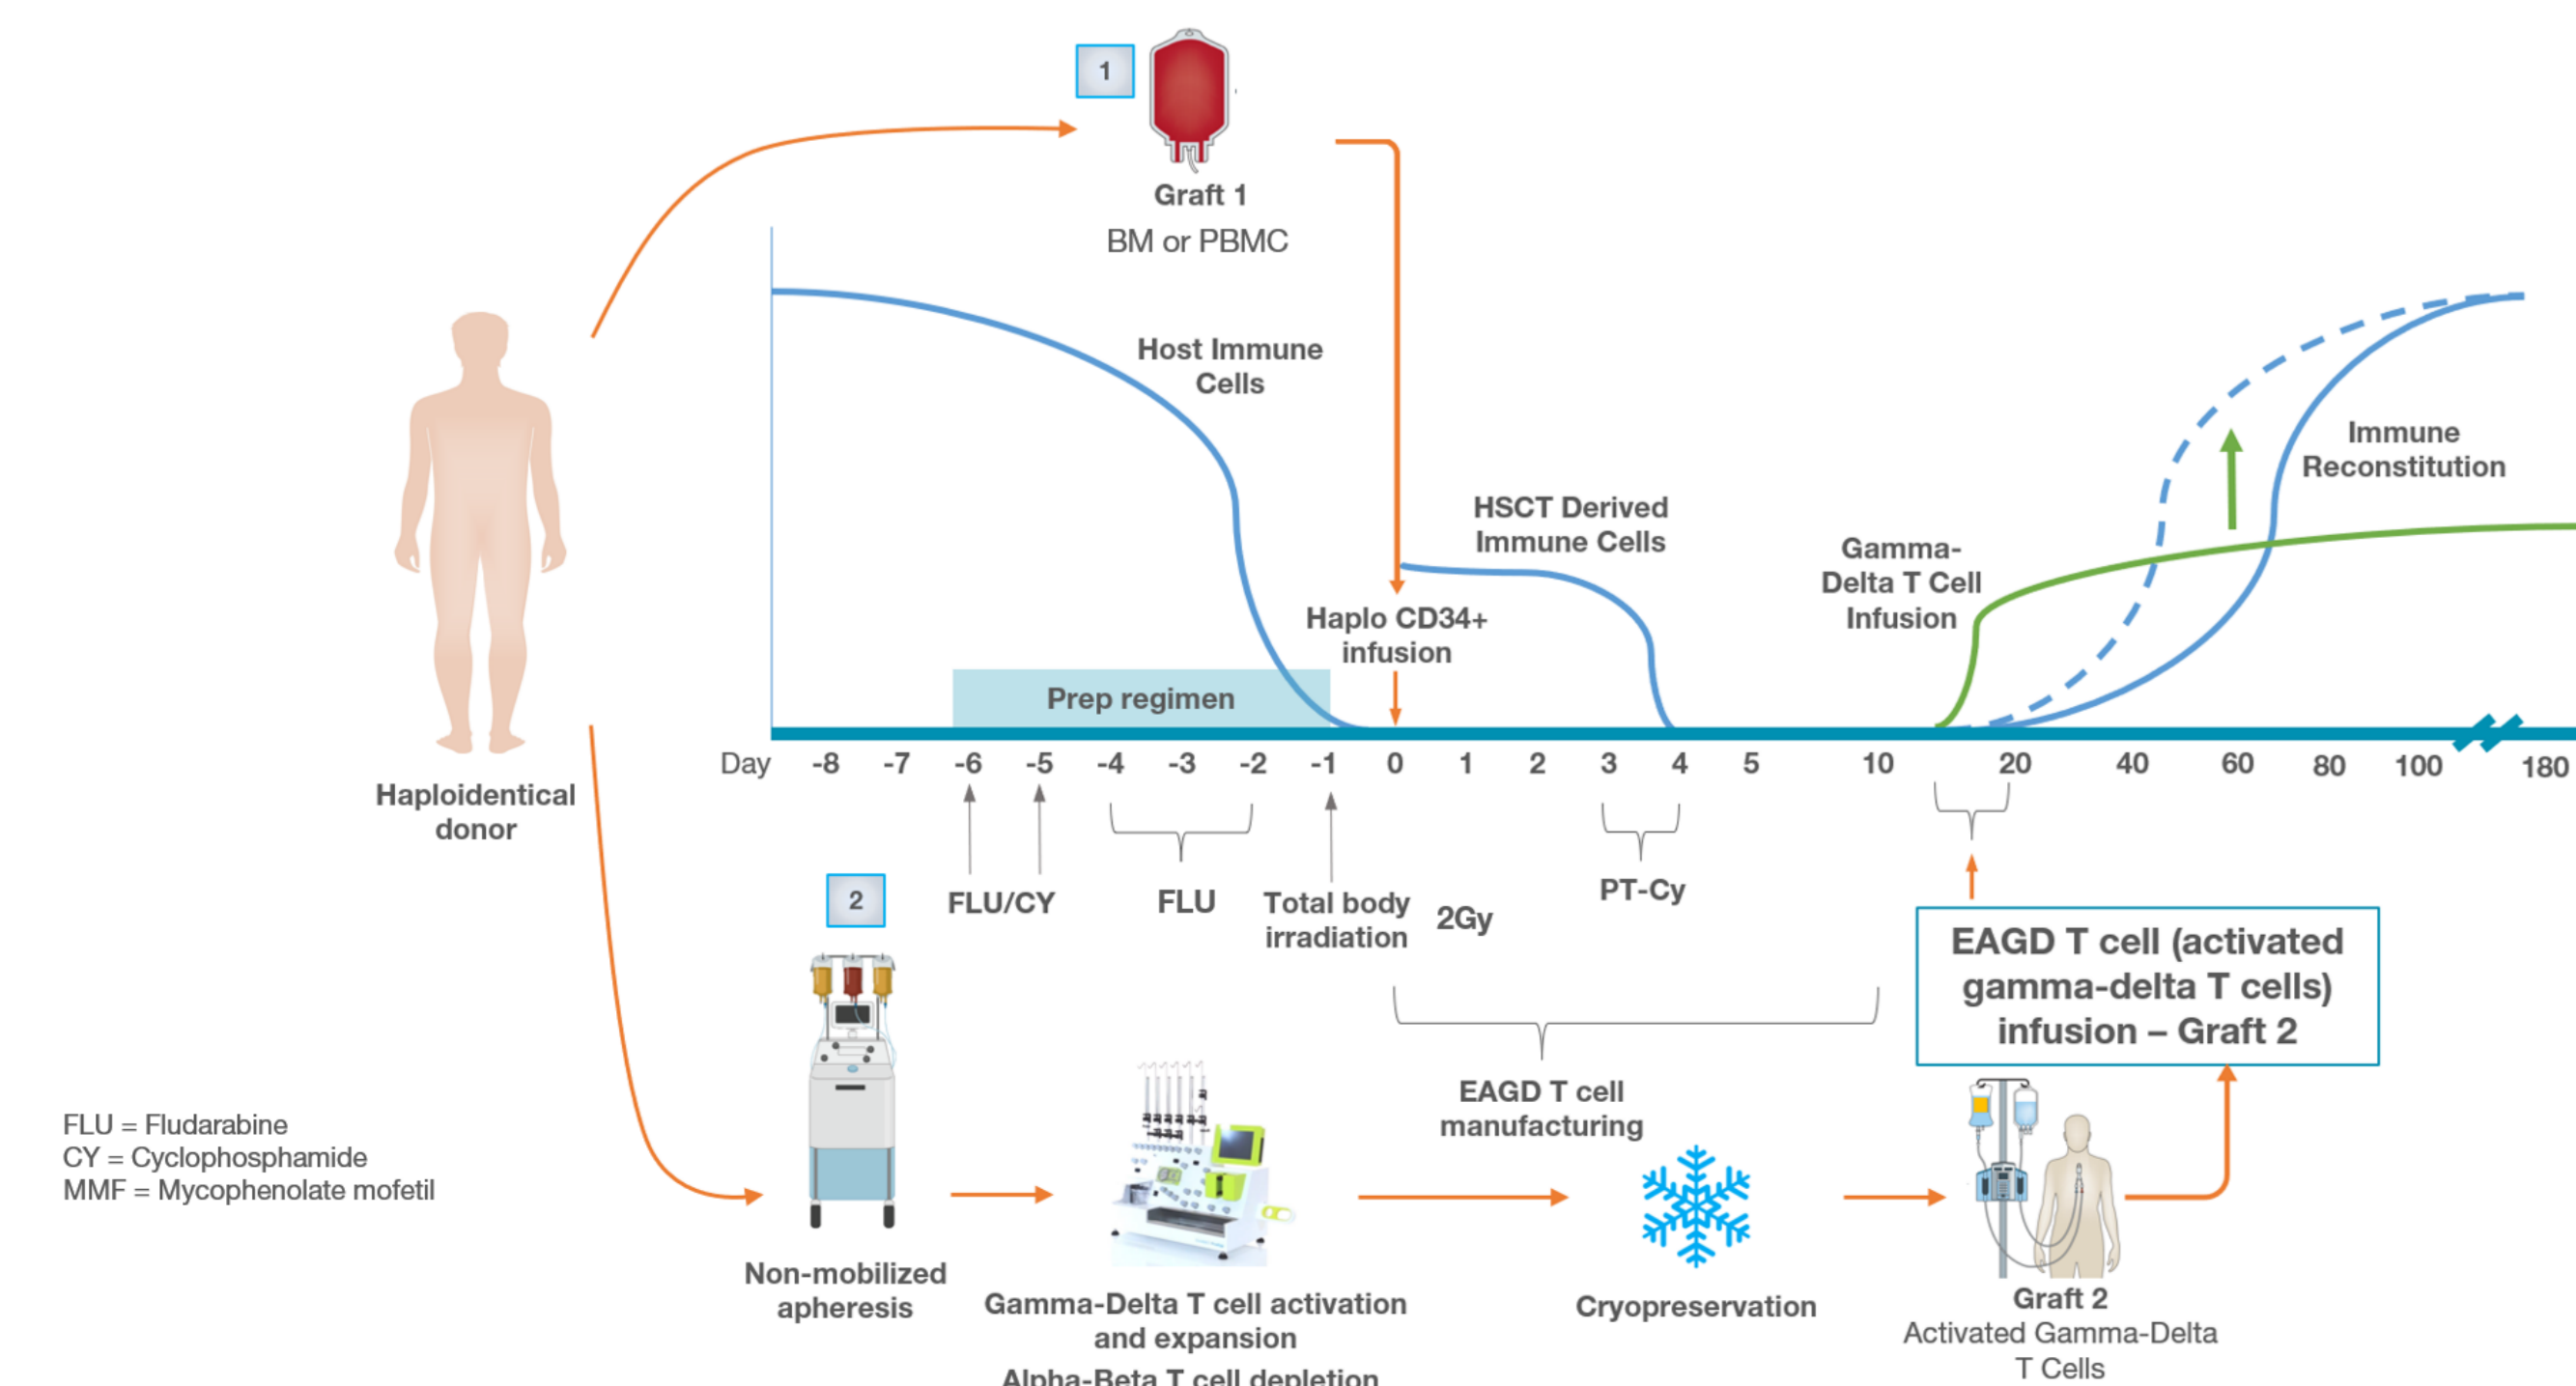 1
Graft 1
BM or PBMC
Host Immune
Cells
HSCT Derived
Immune Cells
Haplo CD34+
infusion
Gamma-
Delta T Cell
Infusion
Immune
Reconstitution
Prep regimen
Day -8 -7 -6 -5 -4 -3 -2 -1 0 1 2 3 4 5 10 20 40 60 80 100 180
Haploidentical
donor
FLU/CY
FLU
Total body
irradiation
2Gy
PT-Cy
2
EAGD T cell (activated
gamma-delta T cells)
infusion – Graft 2
EAGD T cell
manufacturing
FLU = Fludarabine
CY = Cyclophosphamide
MMF = Mycophenolate mofetil
Non-mobilized
apheresis
Gamma-Delta T cell activation
and expansion
Alpha-Beta T cell depletion
Cryopreservation
Graft 2
Activated Gamma-Delta
T Cells